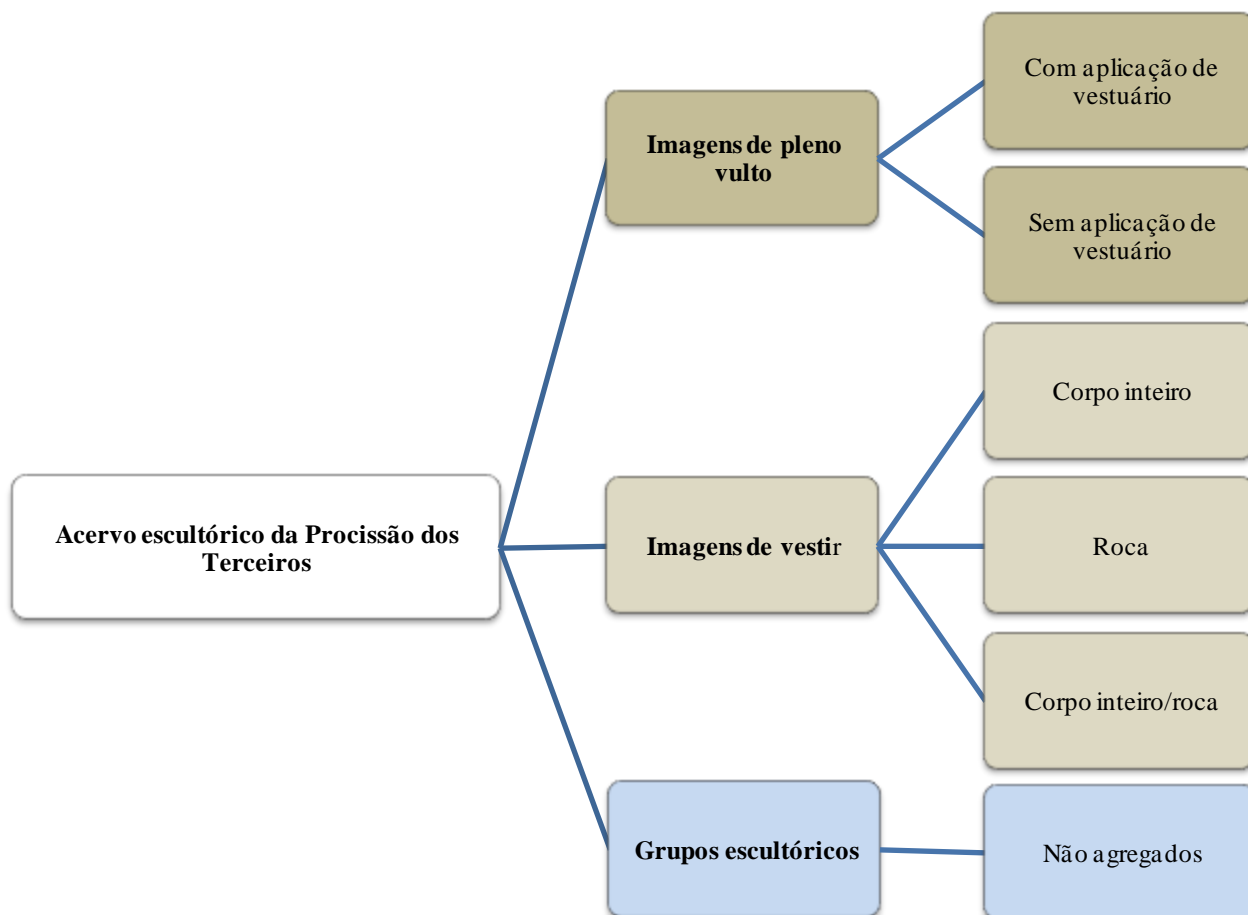 Acervo escultórico da Procissão dos
Terceiros
Imagens de pleno
vulto
Com aplicação de
vestuário
Sem aplicação de
vestuário
Imagens de vestir
Corpo inteiro
Roca
Corpo inteiro/roca
Grupos escultóricos
Não agregados